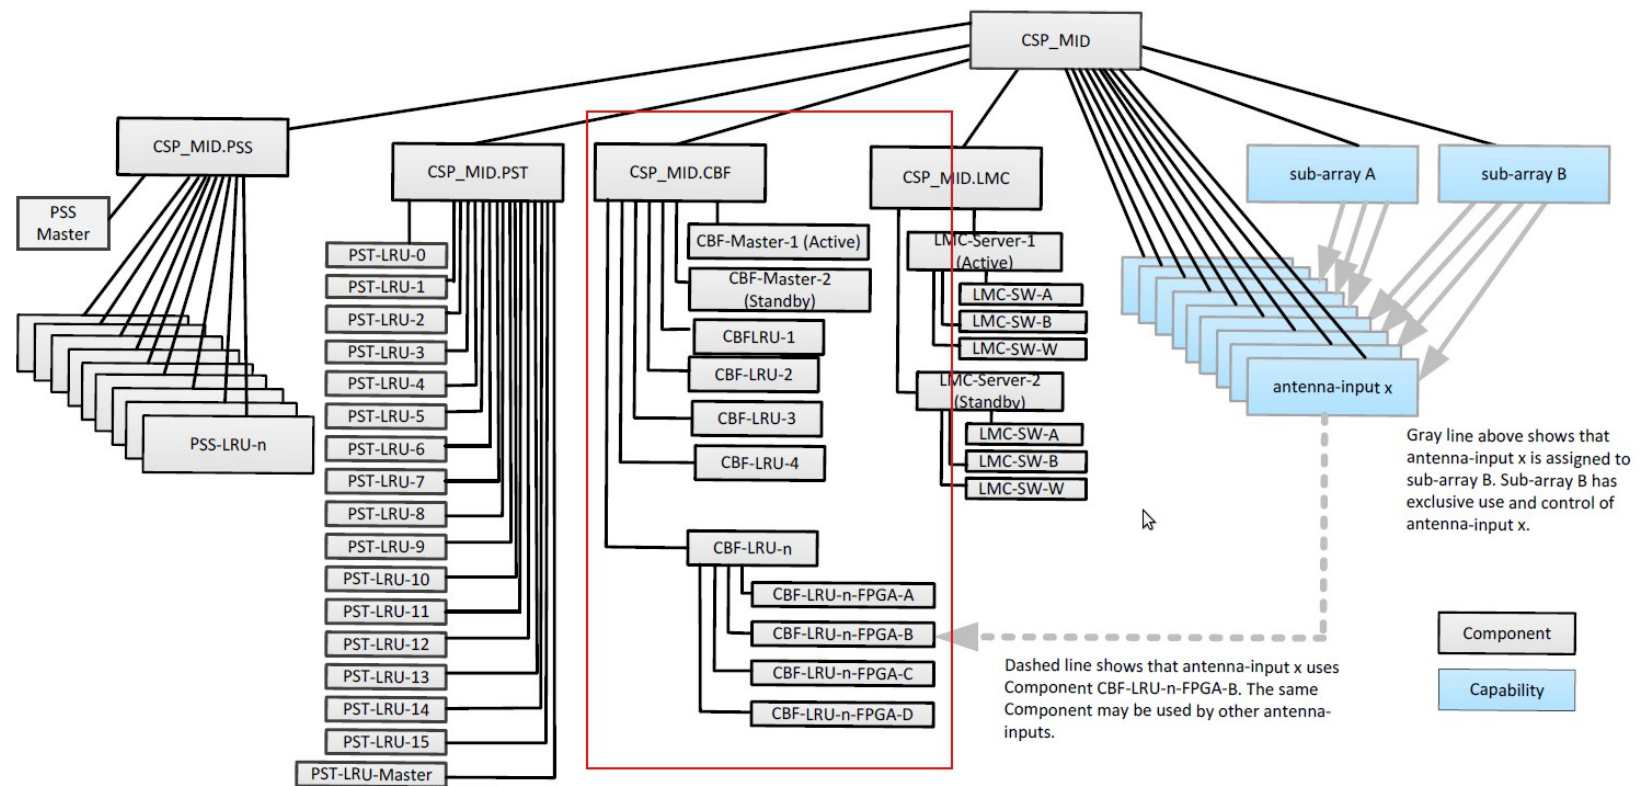 CSP_MID
CSP_MID.PSS
PSS
Master
PSS-LRU-n
CSP_MID.PST
PST-LRU-0
PST-LRU-1
PST-LRU-2
PST-LRU-3
PST-LRU-4
PST-LRU-5
PST-LRU-6
PST-LRU-7
PST-LRU-8
PST-LRU-9
PST-LRU-10
PST-LRU-11
PST-LRU-12
PST-LRU-13
PST-LRU-14
PST-LRU-15
PST-LRU-Master
CSP_MID.CBF
CBF-Master-1 (Active)
CBF-Master-2
(Standby)
CBFLRU-1
CBF-LRU-2
CBF-LRU-3
CBF-LRU-4
CBF-LRU-n
CBF-LRU-n-FPGA-A
CBF-LRU-n-FPGA-B
CBF-LRU-n-FPGA-C
CBF-LRU-n-FPGA-D
CSP_MID.LMC
LMC-Server-1
(Active)
LMC-SW-A
LMC-SW-B
LMC-SW-W
LMC-Server-2
(Standby)
LMC-SW-A
LMC-SW-B
LMC-SW-W
sub-array A
sub-array B
antenna-input x
Gray line above shows that
antenna-input x is assigned to
sub-array B. Sub-array B has
exclusive use and control of
antenna-input x.
Dashed line shows that antenna-input x uses
Component CBF-LRU-n-FPGA-B. The same
Component may be used by other antenna-
inputs.
Component
Capability